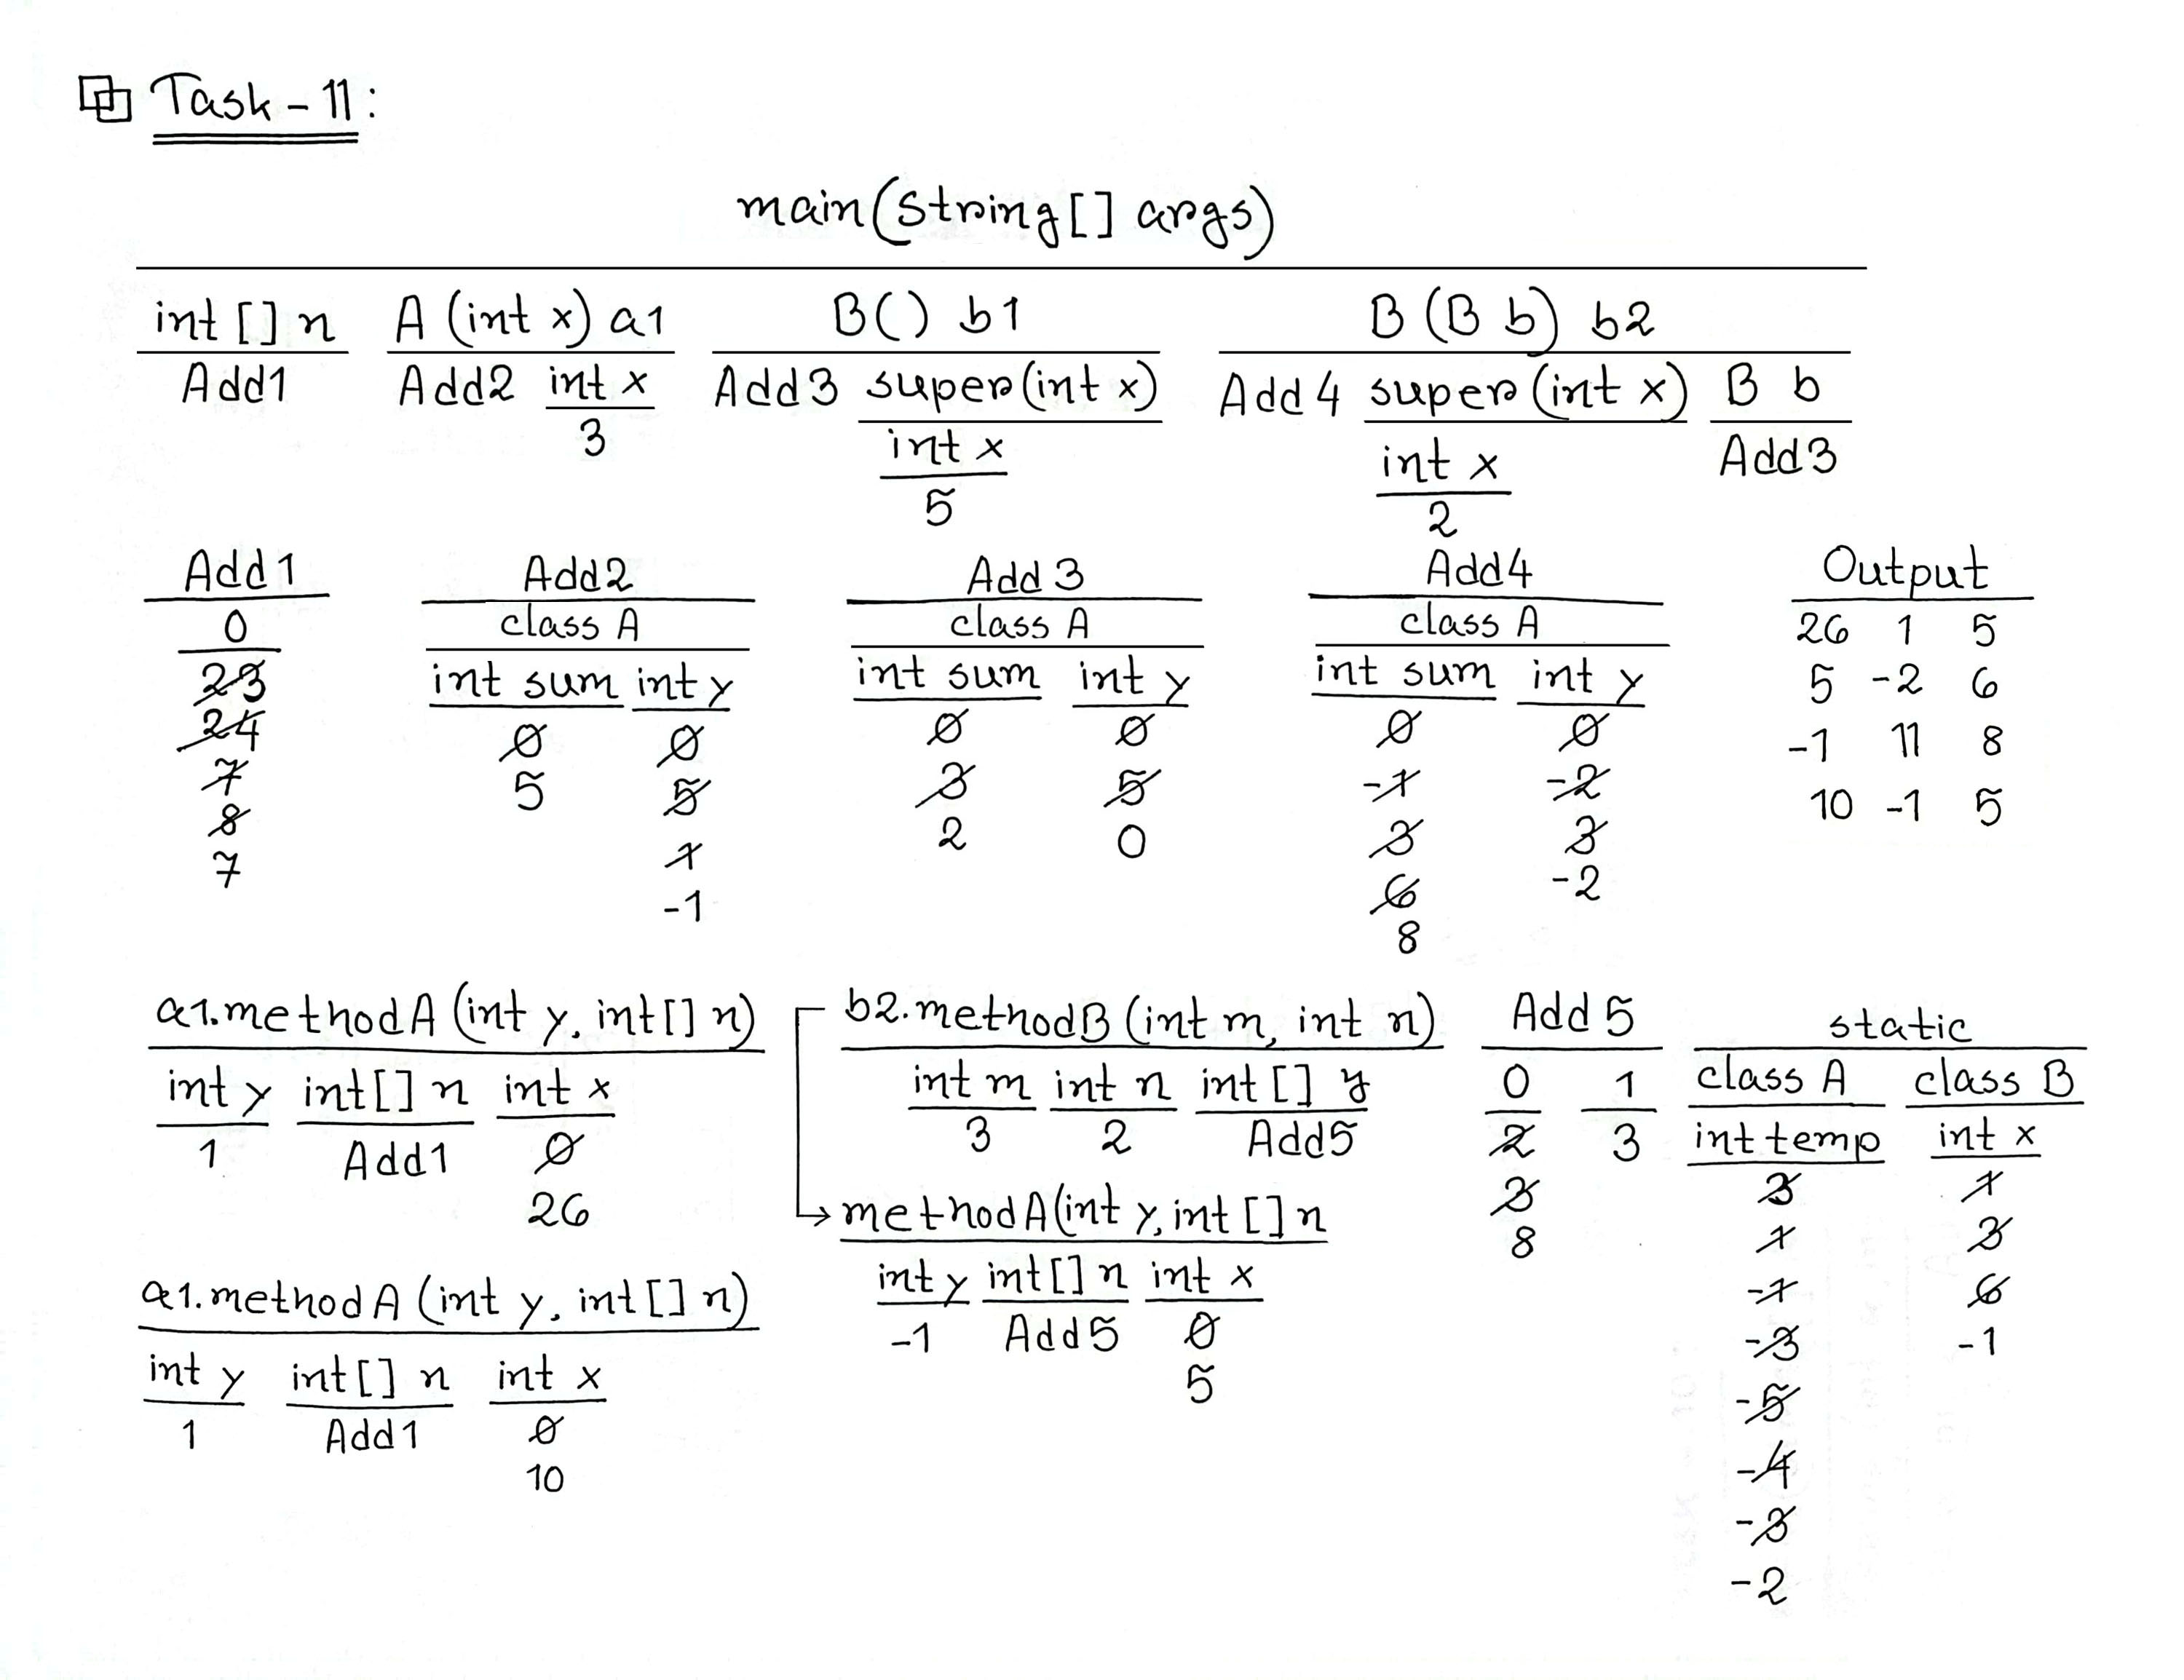 Task - 11:
main(String[] args)
int [] n A (int x) a1 B() b1 B (B b) b2
Add1 Add2 int x Add3 super(int x) Add4 super(int x) B b
3 int x int x Add3
5 2
Add1 Add2 Add3 Add4 Output
0 class A class A class A 26 1 5
23 int sum int y int sum int y int sum int y 5 -2 6
24 0 0 0 0 0 0 -1 11 8
7 5 5 3 5 -1 -2 10 -1 5
8 1 2 0 3 3
7 -1 6 -2
8
a1.methodA (int y, int[] n) b2.methodB (int m, int n) Add5 static
int y int[] n int x int m int n int[] y 0 1 class A class B
1 Add1 0 3 2 Add5 2 3 int temp int x
26 methodA(int y, int[] n 3 3 1
int y int[] n int x 8 1 3
a1.methodA (int y, int[] n) -1 Add5 0 -1 6
int y int[] n int x 5 -3 -1
1 Add1 0 -5
10 -4
-3
-2